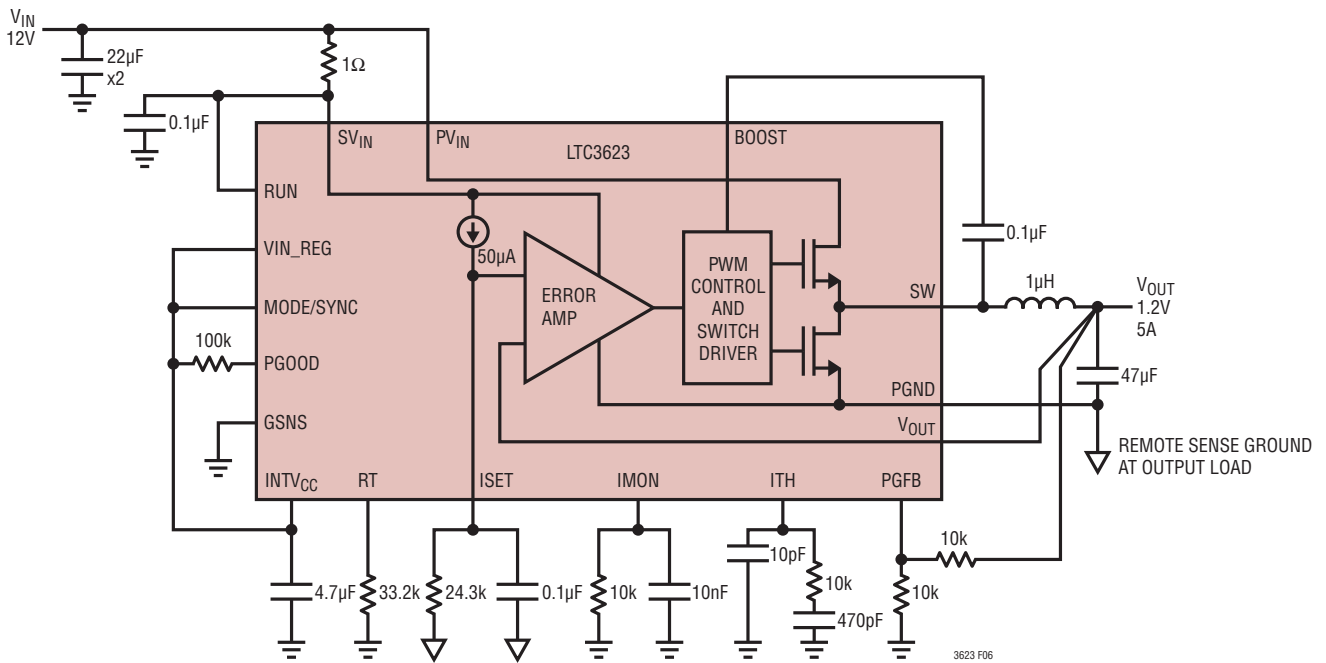 VIN
12V
22µF
x2
1Ω
0.1µF
SVIN
PVIN
LTC3623
BOOST
RUN
VIN_REG
MODE/SYNC
100k
PGOOD
GSNS
50µA
ERROR
AMP
PWM
CONTROL
AND
SWITCH
DRIVER
0.1µF
SW
1µH
VOUT
1.2V
5A
47µF
PGND
VOUT
REMOTE SENSE GROUND
AT OUTPUT LOAD
INTVCC
RT
ISET
IMON
ITH
PGFB
4.7µF
33.2k
24.3k
0.1µF
10k
10nF
10pF
10k
470pF
10k
10k
3623 F06